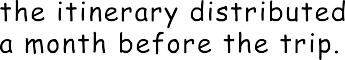 the itinerary distributed
a month before the trip.